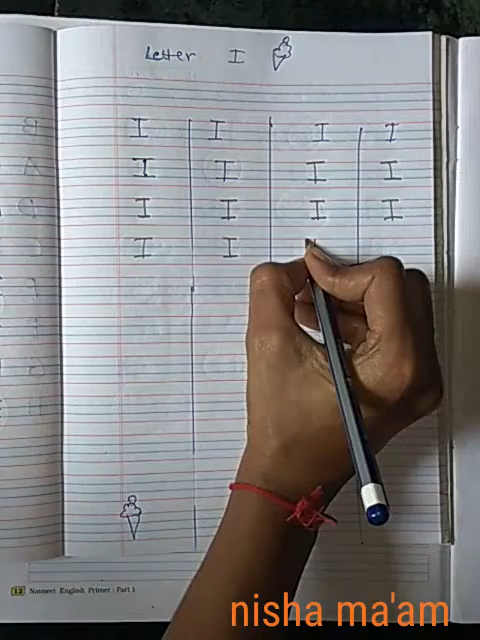 Letter I
I I I I
I I I I
I I I I
I I
12 Navneet English Primer : Part 1
nisha ma'am